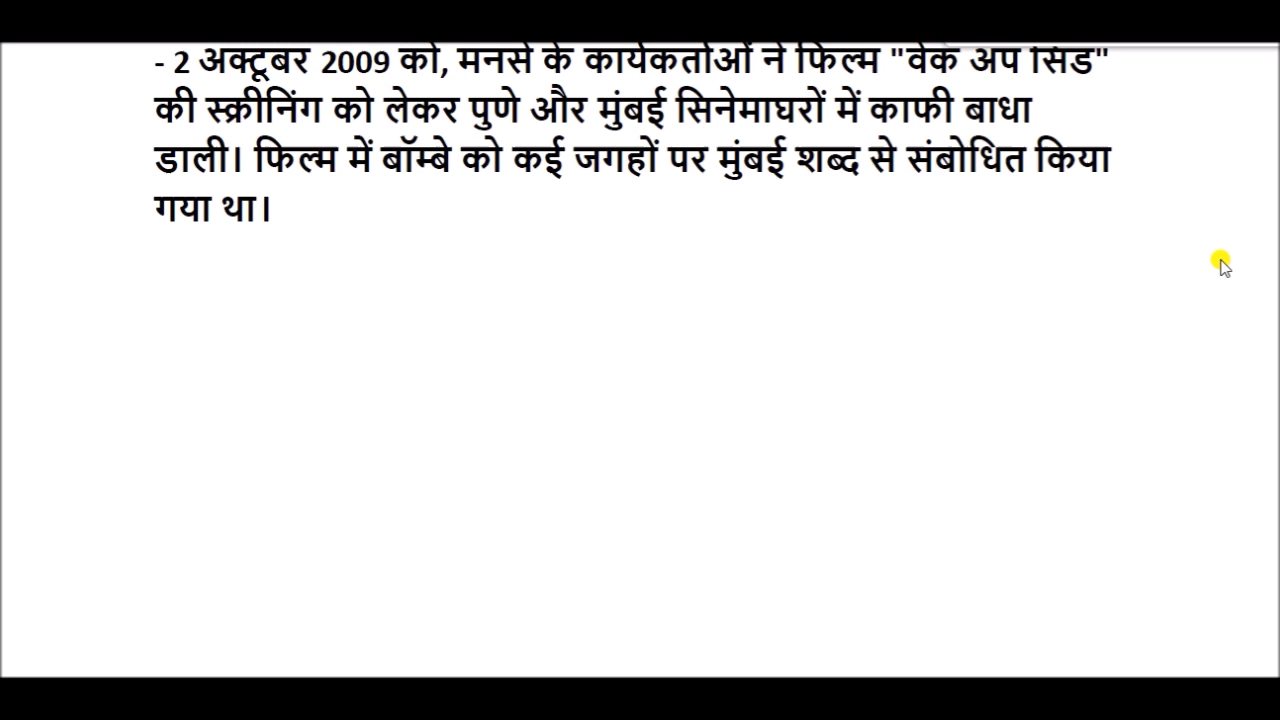 - 2 अक्टूबर 2009 को, मनसे के कार्यकर्ताओं ने फिल्म "वेक अप सिड"
की स्क्रीनिंग को लेकर पुणे और मुंबई सिनेमाघरों में काफी बाधा
डाली। फिल्म में बॉम्बे को कई जगहों पर मुंबई शब्द से संबोधित किया
गया था।